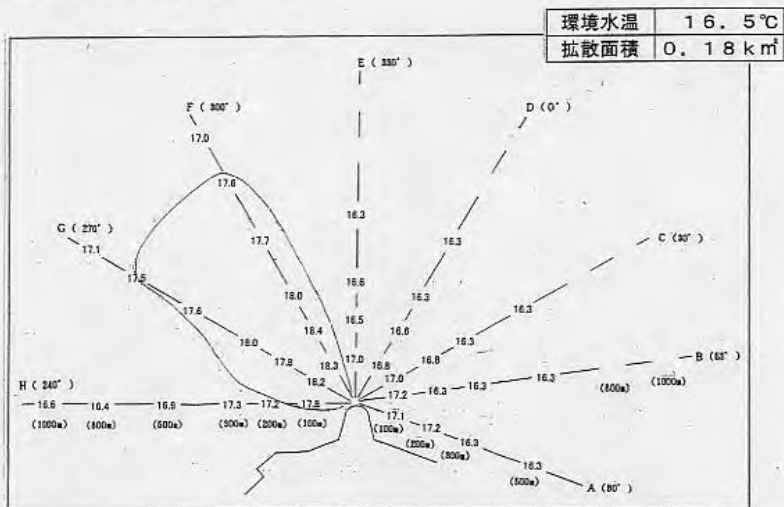 環境水温 16.5℃
拡散面積 0.18k㎡
E (330°)
F (300°)
D (0°)
17.0
17.6
16.3
G (270°)
17.1
17.7
16.3
C (30°)
17.5
16.6
18.0
16.3
16.3
17.6
16.5
18.4
16.6
18.0
17.8
17.0
18.3
16.8
16.8
B (53°)
18.2
17.0
16.3
16.3
16.3
17.2
(800m)
(1000m)
H (240°)
16.6
16.4
16.9
17.3
17.2
17.8
(1000m)
(800m)
(500m)
(300m)
(200m)
(100m)
17.1
(100m)
17.2
(200m)
16.3
(300m)
16.3
(500m)
A (80°)